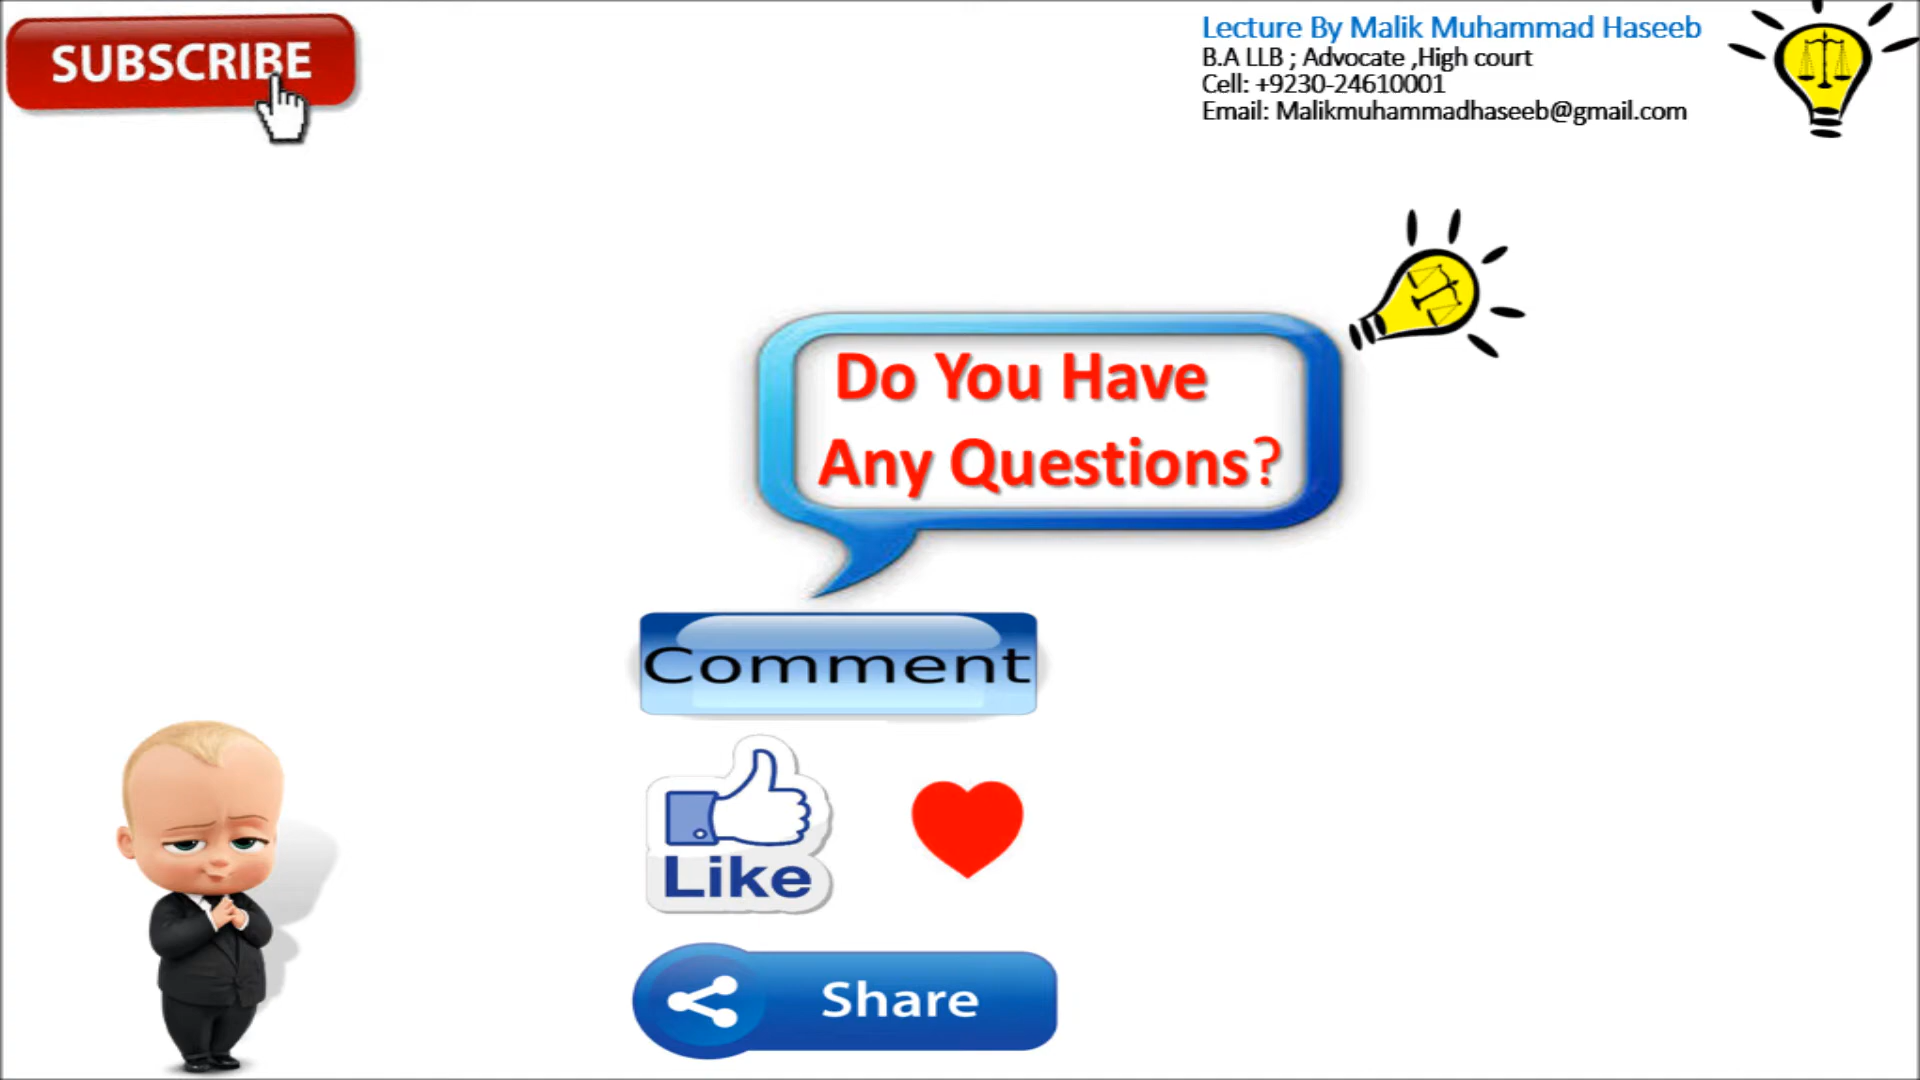 SUBSCRIBE
Lecture By Malik Muhammad Haseeb
B.A LLB ; Advocate ,High court
Cell: +9230-24610001
Email: Malikmuhammadhaseeb@gmail.com
Do You Have
Any Questions?
Comment
Like
Share